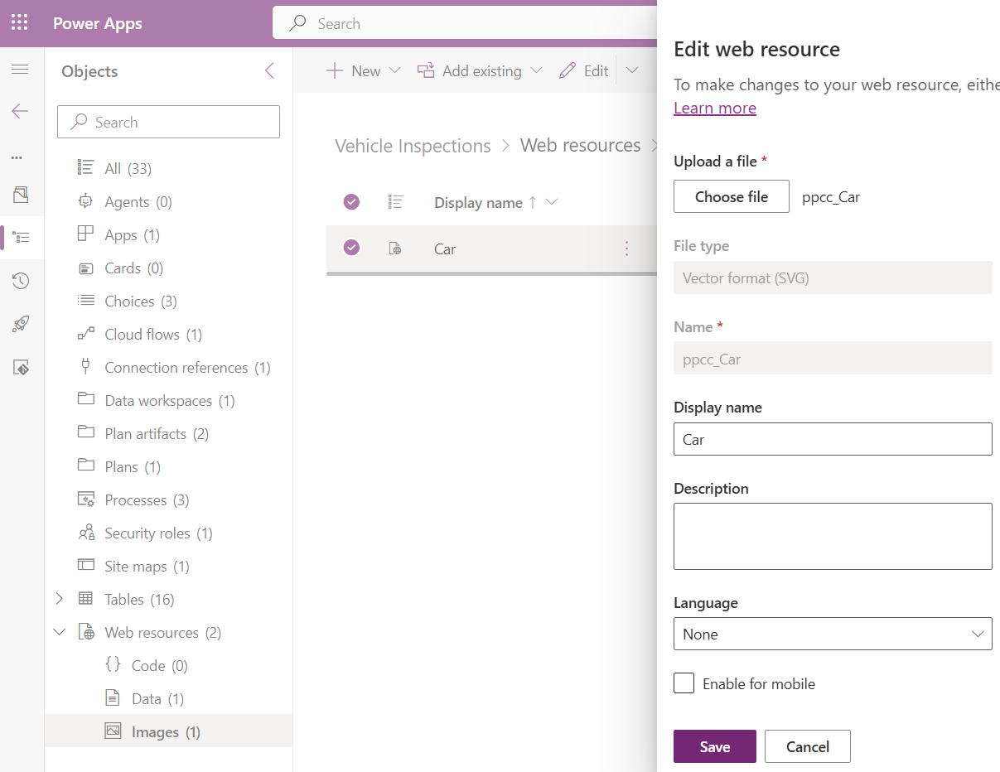 Power Apps
Search
Objects
Search
All (33)
Agents (0)
Apps (1)
Cards (0)
Choices (3)
Cloud flows (1)
Connection references (1)
Data workspaces (1)
Plan artifacts (2)
Plans (1)
Processes (3)
Security roles (1)
Site maps (1)
Tables (16)
Web resources (2)
Code (0)
Data (1)
Images (1)
New
Add existing
Edit
Vehicle Inspections > Web resources >
Display name ↑
Car
Edit web resource
To make changes to your web resource, eithe
Learn more
Upload a file *
Choose file ppcc_Car
File type
Vector format (SVG)
Name *
ppcc_Car
Display name
Car
Description
Language
None
Enable for mobile
Save Cancel